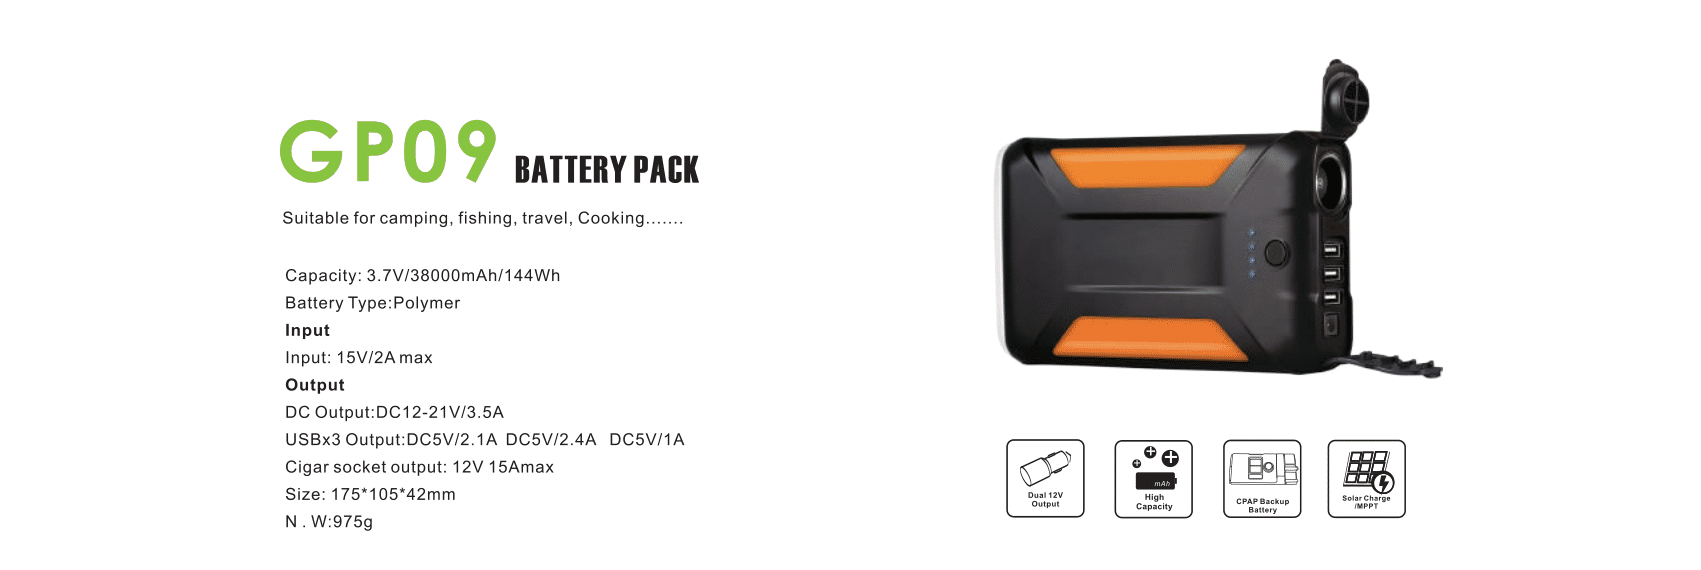 GP09 BATTERY PACK
Suitable for camping, fishing, travel, Cooking.......
Capacity: 3.7V/38000mAh/144Wh
Battery Type:Polymer
Input
Input: 15V/2A max
Output
DC Output:DC12-21V/3.5A
USBx3 Output:DC5V/2.1A DC5V/2.4A DC5V/1A
Cigar socket output: 12V 15Amax
Size: 175*105*42mm
N . W:975g
Dual 12V
Output
mAh
High
Capacity
CPAP Backup
Battery
Solar Charge
/MPPT